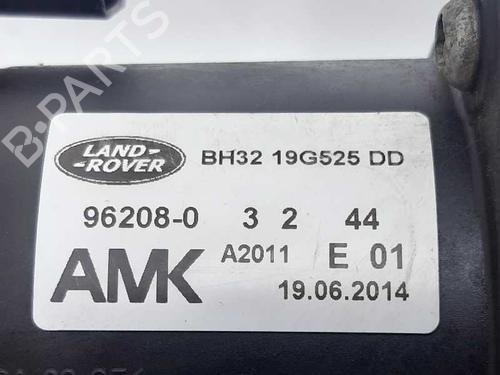 B-PARTS
LAND-
-ROVER
BH32 19G525 DD
96208-0 3 2 44
AMK A2011 E 01
19.06.2014